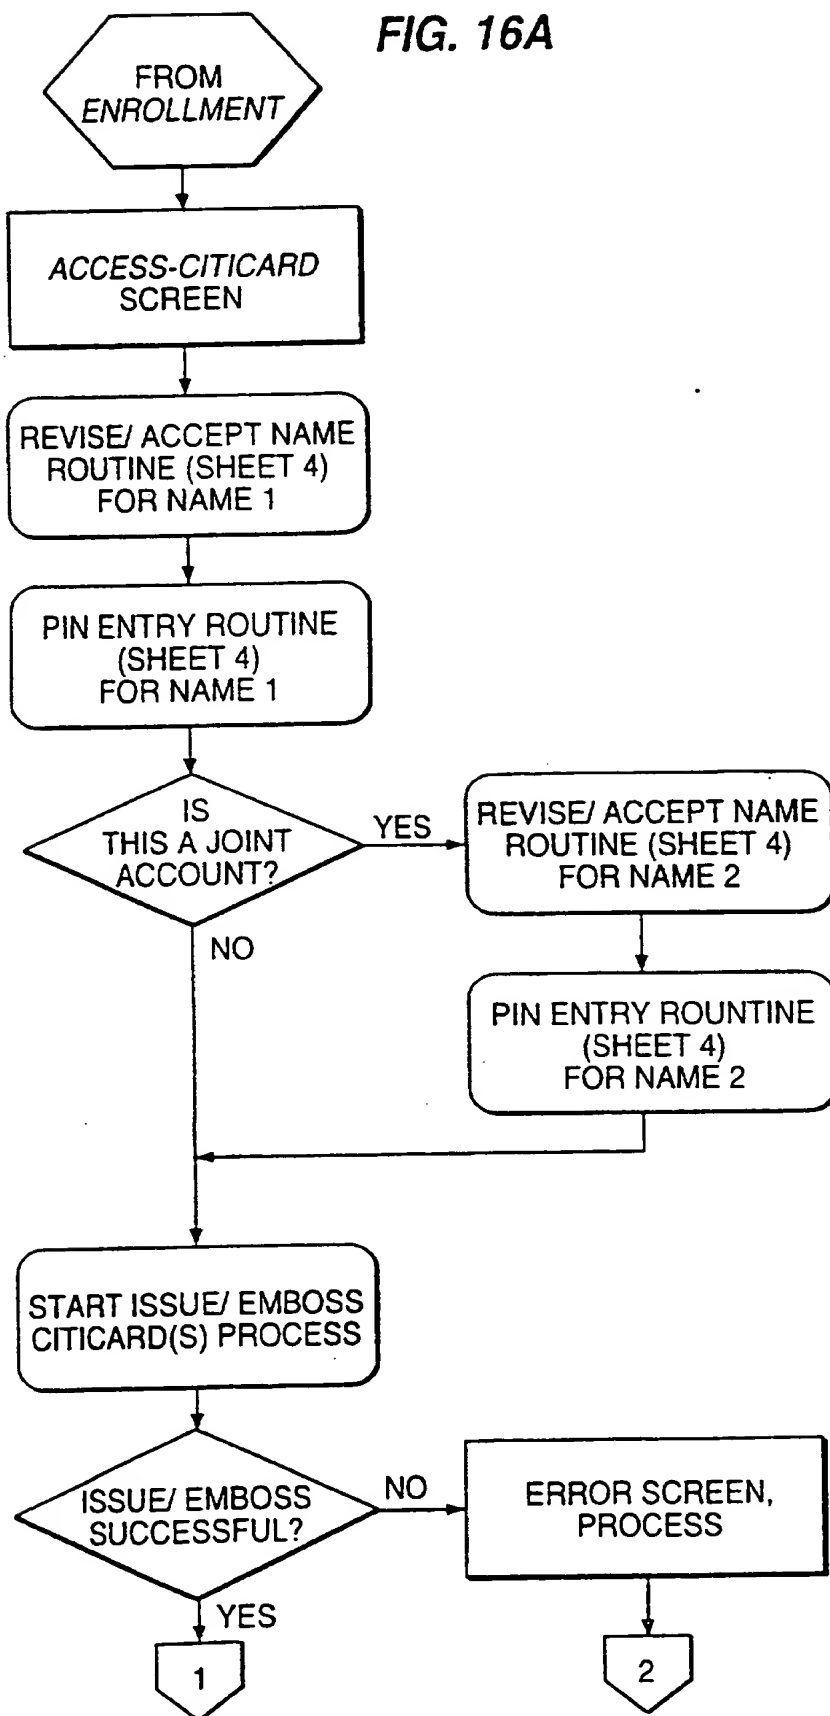 FIG. 16A
FROM
ENROLLMENT
ACCESS-CITICARD
SCREEN
REVISE/ ACCEPT NAME
ROUTINE (SHEET 4)
FOR NAME 1
PIN ENTRY ROUTINE
(SHEET 4)
FOR NAME 1
IS
THIS A JOINT
ACCOUNT?
YES
REVISE/ ACCEPT NAME
ROUTINE (SHEET 4)
FOR NAME 2
NO
PIN ENTRY ROUNTINE
(SHEET 4)
FOR NAME 2
START ISSUE/ EMBOSS
CITICARD(S) PROCESS
ISSUE/ EMBOSS
SUCCESSFUL?
NO
ERROR SCREEN,
PROCESS
YES
1
2